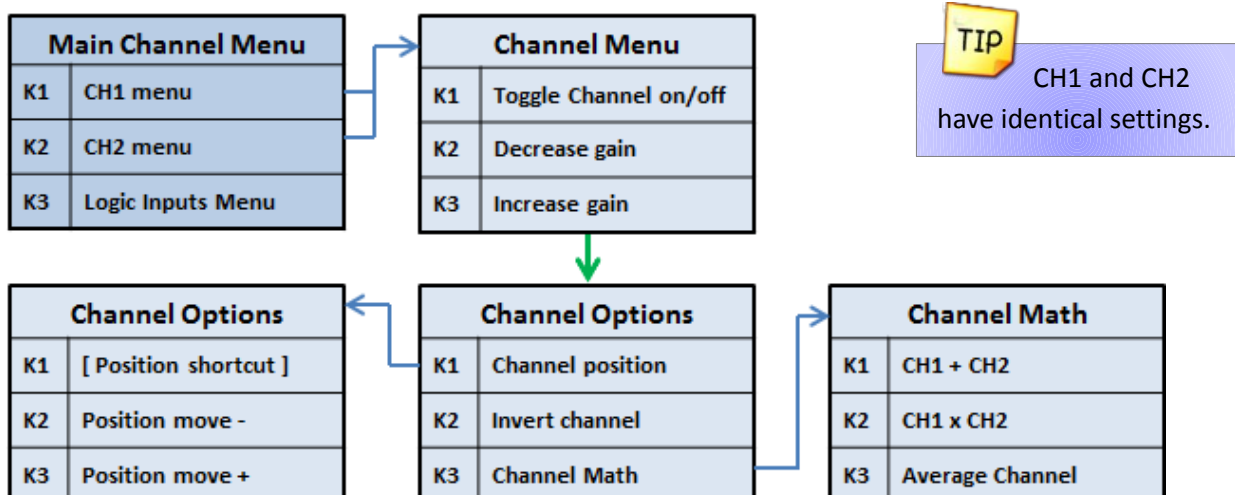 Main Channel Menu
K1 CH1 menu
K2 CH2 menu
K3 Logic Inputs Menu
Channel Menu
K1 Toggle Channel on/off
K2 Decrease gain
K3 Increase gain
TIP
CH1 and CH2
have identical settings.
Channel Options
K1 [ Position shortcut ]
K2 Position move -
K3 Position move +
Channel Options
K1 Channel position
K2 Invert channel
K3 Channel Math
Channel Math
K1 CH1 + CH2
K2 CH1 x CH2
K3 Average Channel